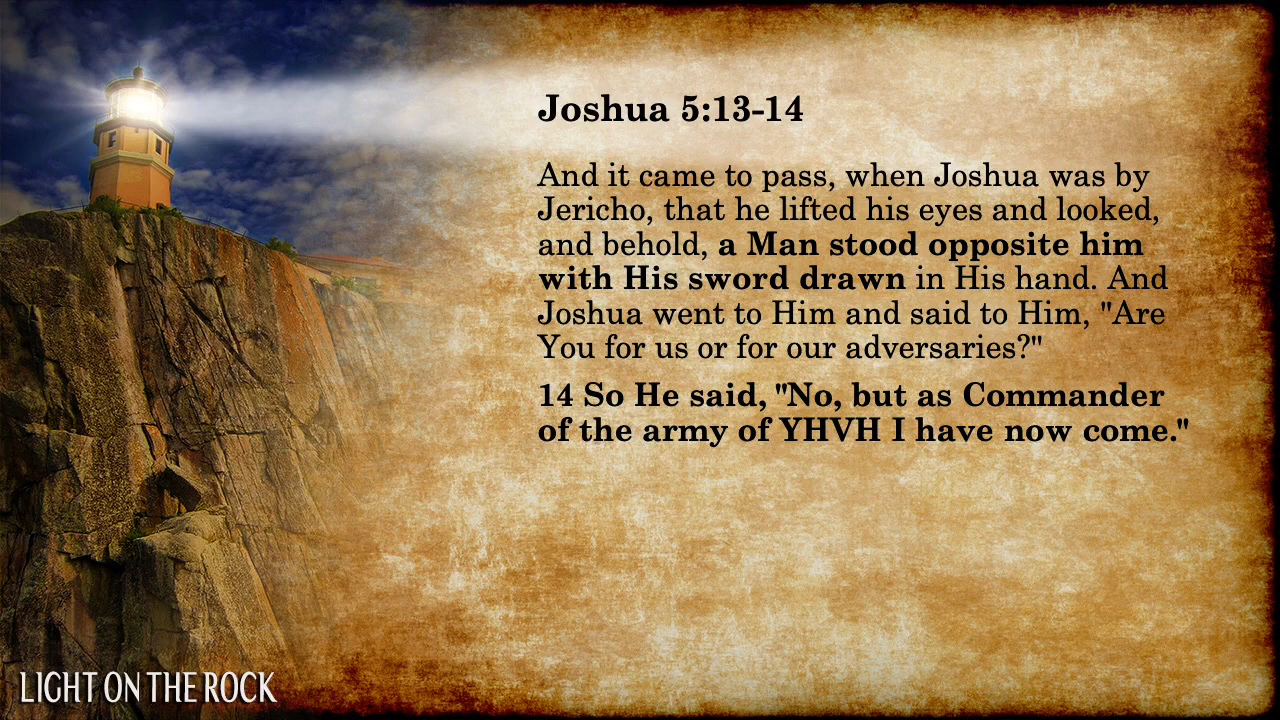 Joshua 5:13-14
And it came to pass, when Joshua was by
Jericho, that he lifted his eyes and looked,
and behold, a Man stood opposite him
with His sword drawn in His hand. And
Joshua went to Him and said to Him, "Are
You for us or for our adversaries?"
14 So He said, "No, but as Commander
of the army of YHVH I have now come."
LIGHT ON THE ROCK